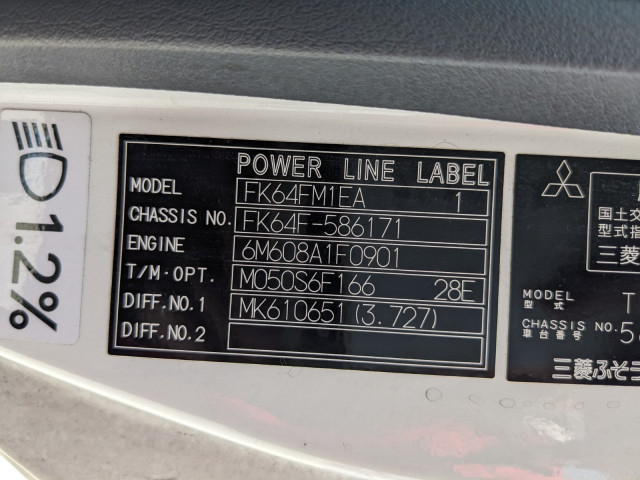 1.2%
POWER LINE LABEL
MODEL FK64FM1EA 1
CHASSIS NO. FK64F-586171
ENGINE 6M608A1F0901
T/M·OPT. M050S6F166 28E
DIFF.NO.1 MK610651 (3.727)
DIFF.NO.2
国土交
型式指
三菱
MODEL T
型式
CHASSIS NO. 5
車台番号
三菱ふそう